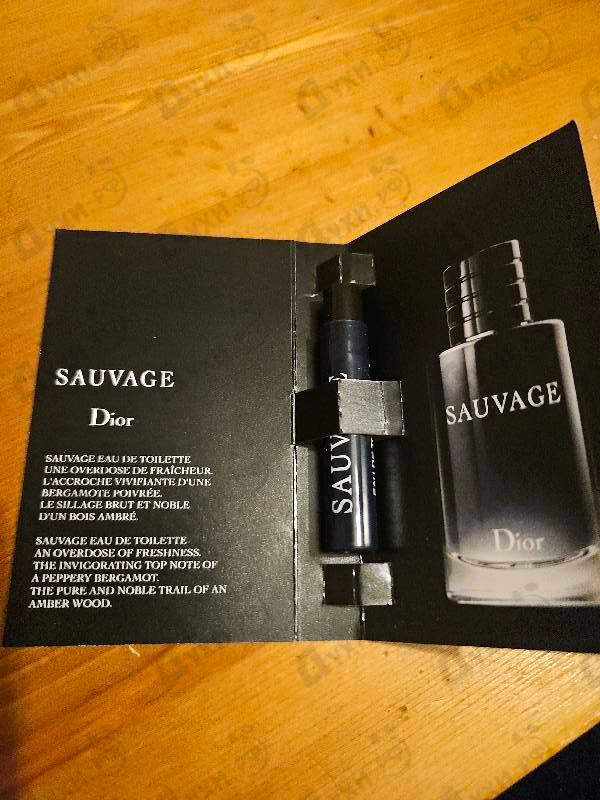 SAUVAGE
Dior
SAUVAGE EAU DE TOILETTE
UNE OVERDOSE DE FRAÎCHEUR.
L'ACCROCHE VIVIFIANTE D'UNE
BERGAMOTE POIVRÉE.
LE SILLAGE BRUT ET NOBLE
D'UN BOIS AMBRÉ.
SAUVAGE EAU DE TOILETTE
AN OVERDOSE OF FRESHNESS.
THE INVIGORATING TOP NOTE OF
A PEPPERY BERGAMOT.
THE PURE AND NOBLE TRAIL OF AN
AMBER WOOD.
SAUV
SAUVAGE
Dior